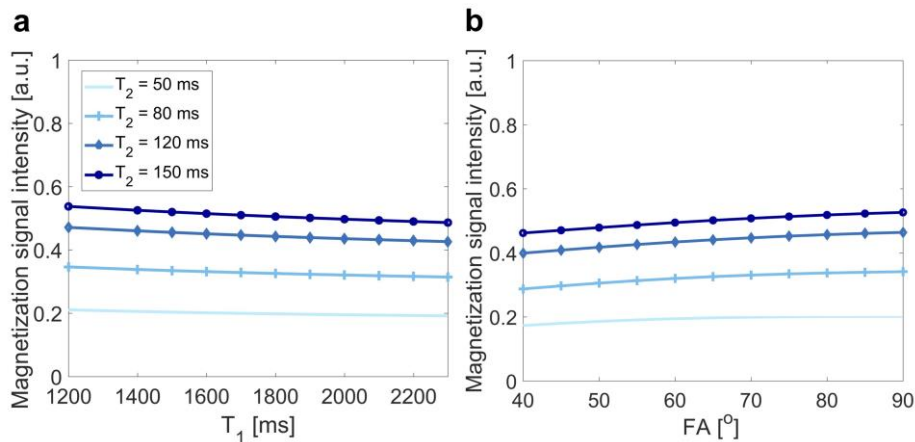 a
Magnetization signal intensity [a.u.]
1
0.8
0.6
0.4
0.2
0
T2 = 50 ms
T2 = 80 ms
T2 = 120 ms
T2 = 150 ms
1200 1400 1600 1800 2000 2200
T1 [ms]
b
Magnetization signal intensity [a.u.]
1
0.8
0.6
0.4
0.2
0
40 50 60 70 80 90
FA [o]